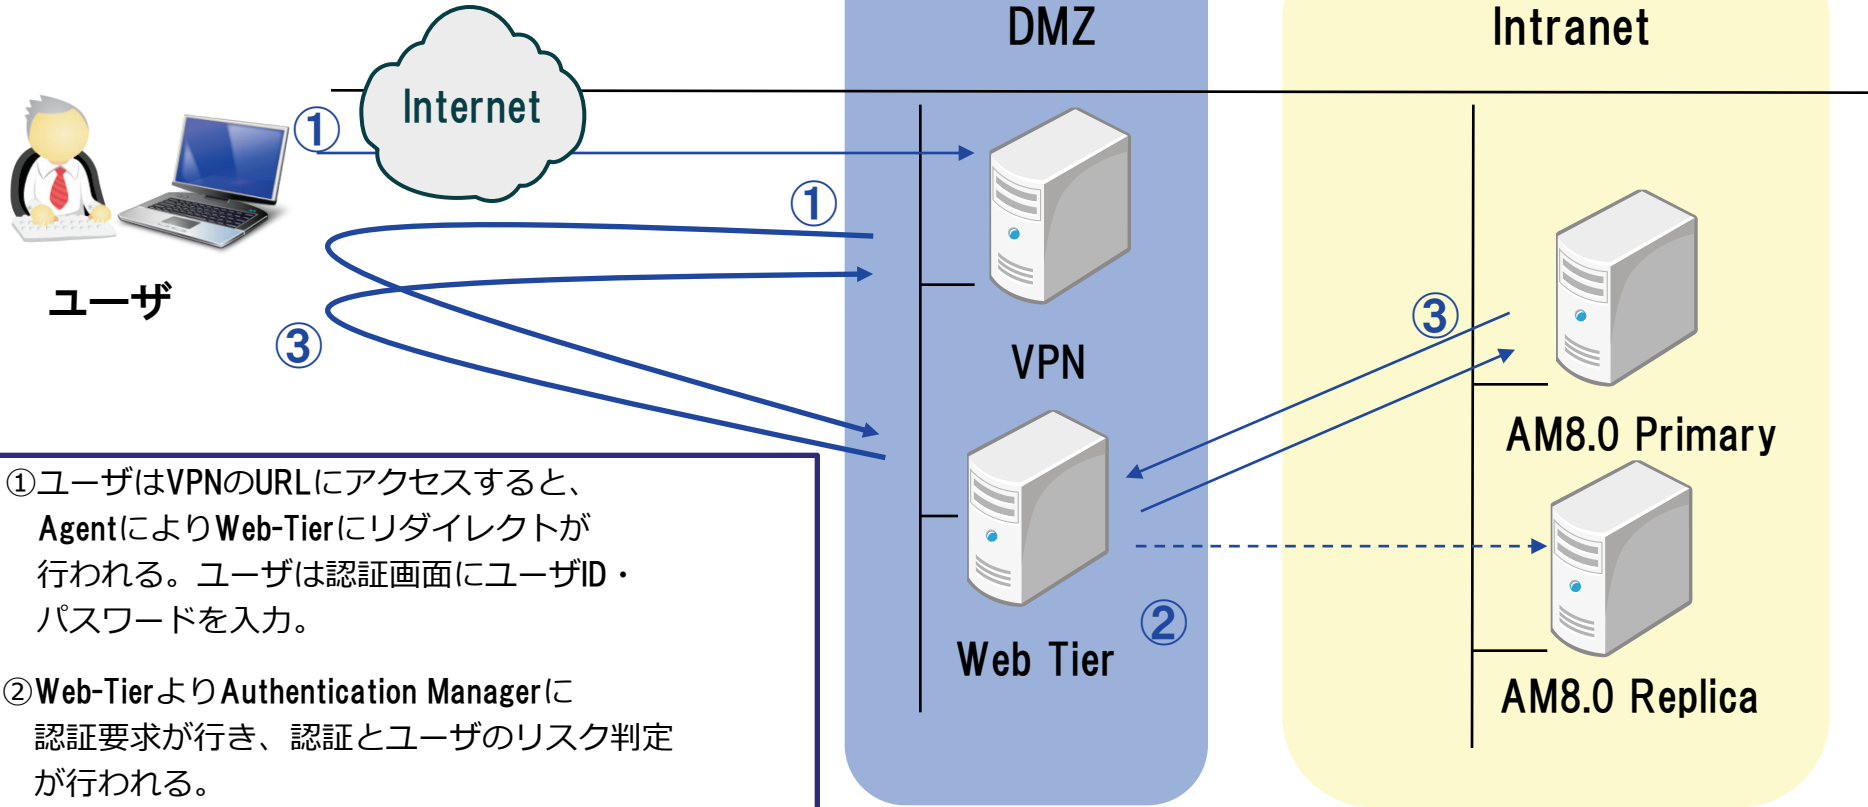 DMZ
Intranet
Internet
①
①
ユーザ
③
③
VPN
AM8.0 Primary
①ユーザはVPNのURLにアクセスすると、
AgentによりWeb-Tierにリダイレクトが
行われる。ユーザは認証画面にユーザID・
パスワードを入力。
②
Web Tier
AM8.0 Replica
②Web-TierよりAuthentication Managerに
認証要求が行き、認証とユーザのリスク判定
が行われる。